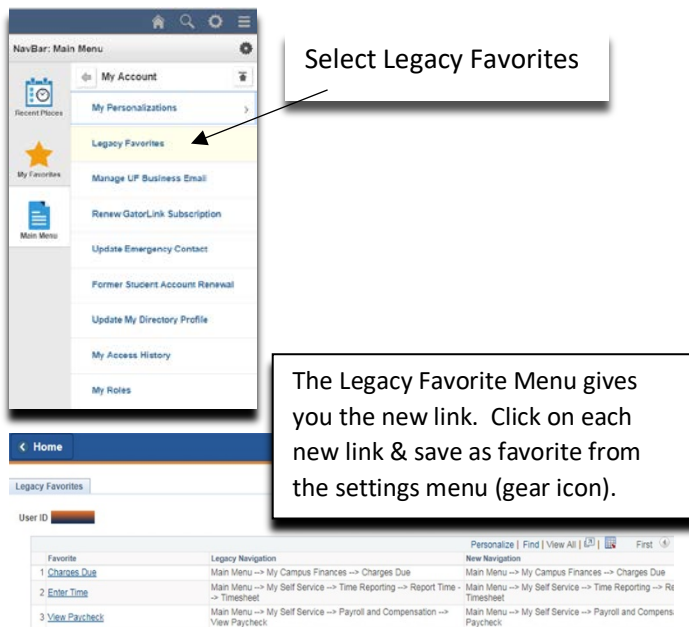 NavBar: Main Menu
Select Legacy Favorites
My Account
Recent Places
My Personalizations
Legacy Favorites
My Favorites
Manage UF Business Email
Renew GatorLink Subscription
Main Menu
Update Emergency Contact
Former Student Account Renewal
Update My Directory Profile
My Access History
My Roles
The Legacy Favorite Menu gives
you the new link. Click on each
new link & save as favorite from
the settings menu (gear icon).
Home
Legacy Favorites
User ID
Personalize | Find | View All | First
Favorite Legacy Navigation New Navigation
1 Charges Due Main Menu --> My Campus Finances --> Charges Due Main Menu --> My Campus Finances --> Charges Due
2 Enter Time Main Menu --> My Self Service --> Time Reporting --> Report Time - Main Menu --> My Self Service --> Time Reporting --> Re
-> Timesheet Timesheet
3 View Paycheck Main Menu --> My Self Service --> Payroll and Compensation --> Main Menu --> My Self Service --> Payroll and Compensa
View Paycheck Paycheck